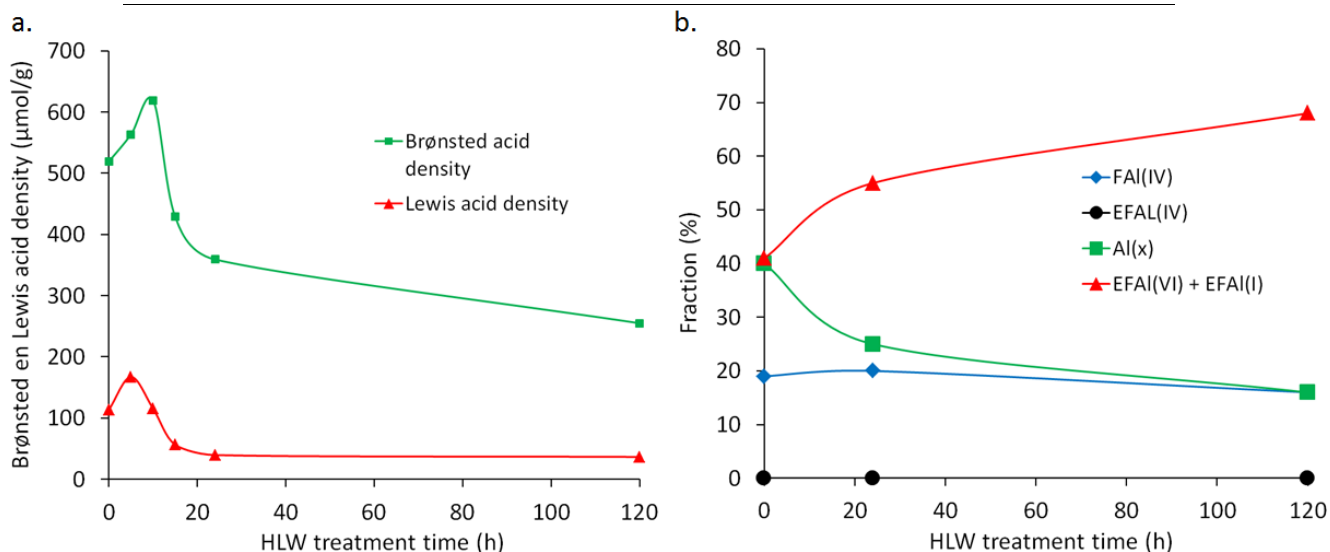 a.
Brønsted en Lewis acid density (µmol/g)
700
600
500
400
300
200
100
0
0 20 40 60 80 100 120
HLW treatment time (h)
Brønsted acid
density
Lewis acid density
b.
Fraction (%)
80
70
60
50
40
30
20
10
0
0 20 40 60 80 100 120
HLW treatment time (h)
FAl(IV)
EFAL(IV)
Al(x)
EFAl(VI) + EFAl(I)